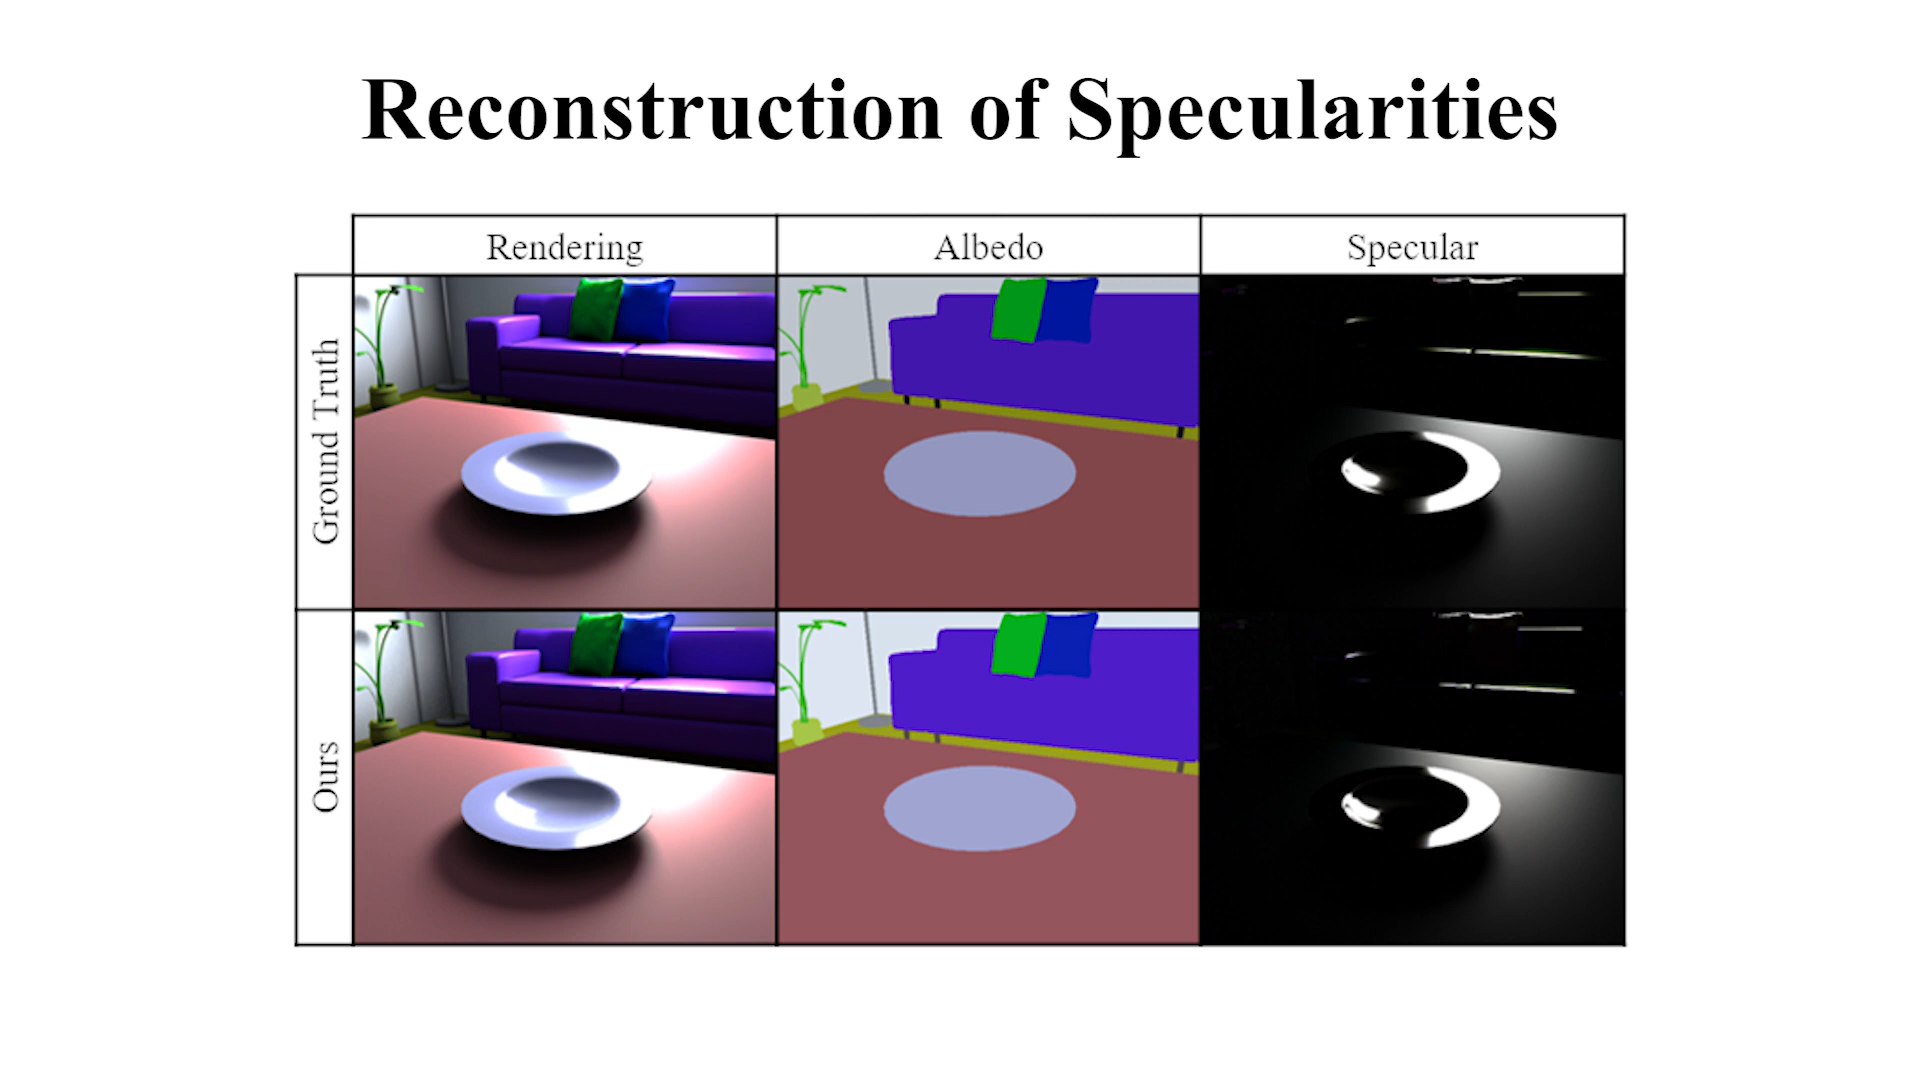 Reconstruction of Specularities
Rendering
Albedo
Specular
Ground Truth
Ours